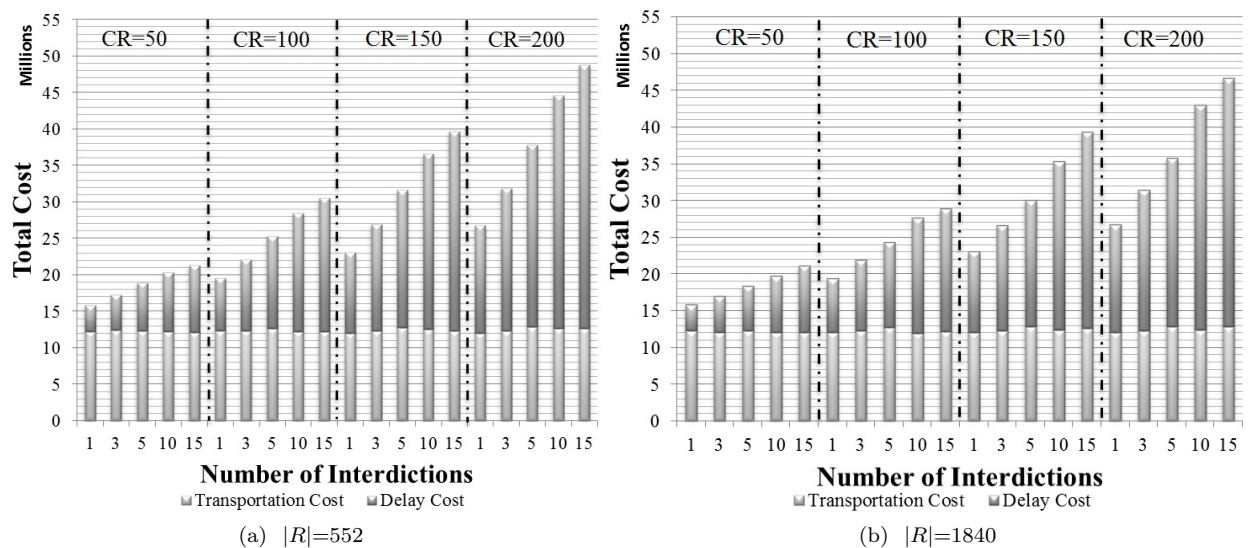 55
50
45
40
35
30
25
20
15
10
5
0
Millions
Total Cost
CR=50 CR=100 CR=150 CR=200
1 3 5 10 15 1 3 5 10 15 1 3 5 10 15 1 3 5 10 15
Number of Interdictions
Transportation Cost Delay Cost
(a) |R|=552
55
50
45
40
35
30
25
20
15
10
5
0
Millions
Total Cost
CR=50 CR=100 CR=150 CR=200
1 3 5 10 15 1 3 5 10 15 1 3 5 10 15 1 3 5 10 15
Number of Interdictions
Transportation Cost Delay Cost
(b) |R|=1840